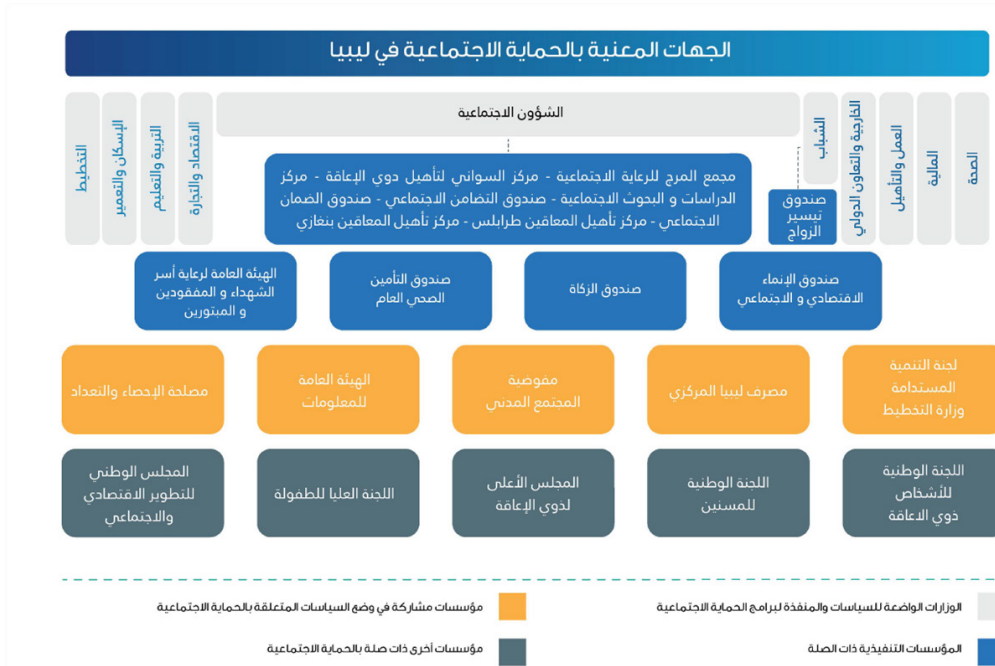 الجهات المعنية بالحماية الاجتماعية في ليبيا
الصحة
المالية
العمل والتأهيل
الخارجية والتعاون الدولي
الشباب
الشؤون الاجتماعية
الاقتصاد والتجارة
التربية والتعليم
الإسكان والتعمير
التخطيط
صندوق
تيسير
الزواج
مجمع المرج للرعاية الاجتماعية - مركز السواني لتأهيل دوي الإعاقة - مركز
الدراسات و البحوث الاجتماعية - صندوق التضامن الاجتماعي - صندوق الضمان
الاجتماعي - مركز تأهيل المعاقين طرابلس - مركز تأهيل المعاقين بنغازي
صندوق الإنماء
الاقتصادي و الاجتماعي
صندوق الزكاة
صندوق التأمين
الصحي العام
الهيئة العامة لرعاية أسر
الشهداء و المفقودين
و المبتورين
لجنة التنمية
المستدامة
وزارة التخطيط
مصرف ليبيا المركزي
مفوضية
المجتمع المدني
الهيئة العامة
للمعلومات
مصلحة الإحصاء والتعداد
اللجنة الوطنية
للأشخاص
ذوي الاعاقة
اللجنة الوطنية
للمسنين
المجلس الأعلى
لذوي الإعاقة
اللجنة العليا للطفولة
المجلس الوطني
للتطوير الاقتصادي
والاجتماعي
الوزارات الواضعة للسياسات والمنفذة لبرامج الحماية الاجتماعية
مؤسسات مشاركة في وضع السياسات المتعلقة بالحماية الاجتماعية
المؤسسات التنفيذية ذات الصلة
مؤسسات أخرى ذات صلة بالحماية الاجتماعية